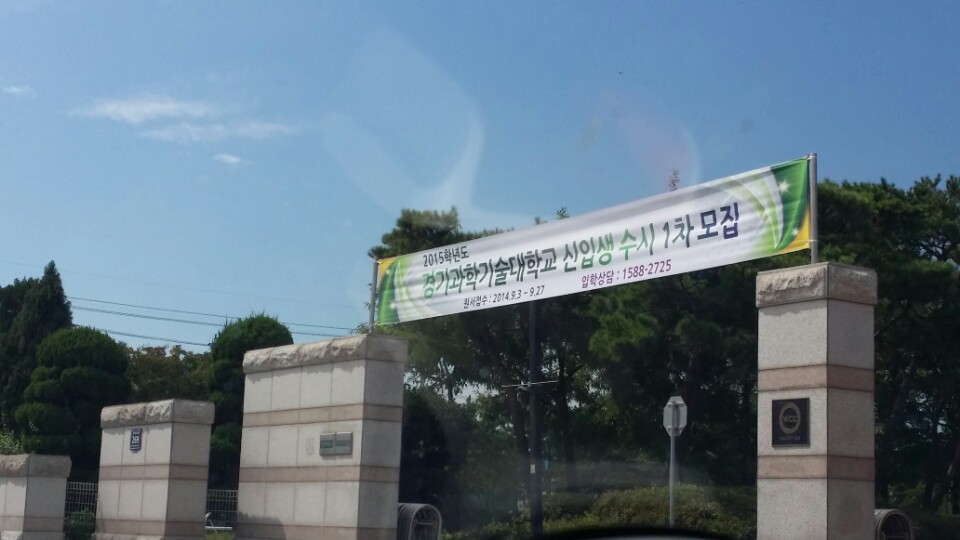 2015학년도
경기과학기술대학교 신입생 수시 1차 모집
원서접수 : 2014.9.3 ~ 9.27 입학상담 : 1588-2725
269